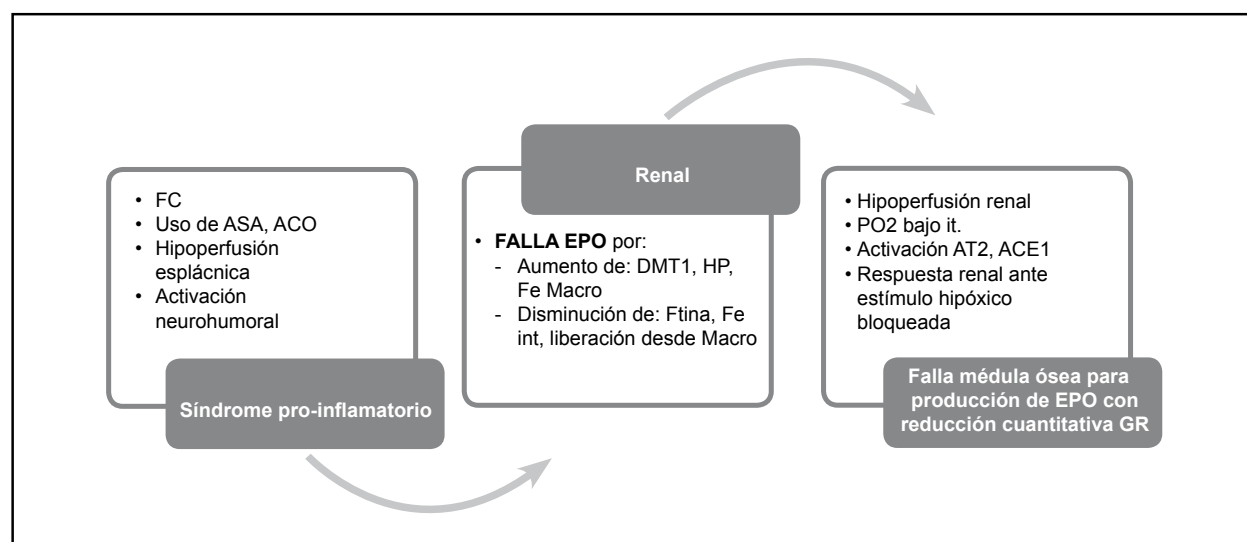 • FC
• Uso de ASA, ACO
• Hipoperfusión
esplácnica
• Activación
neurohumoral
Síndrome pro-inflamatorio
Renal
• FALLA EPO por:
- Aumento de: DMT1, HP,
Fe Macro
- Disminución de: Ftina, Fe
int, liberación desde Macro
• Hipoperfusión renal
• PO2 bajo it.
• Activación AT2, ACE1
• Respuesta renal ante
estímulo hipóxico
bloqueada
Falla médula ósea para
producción de EPO con
reducción cuantitativa GR